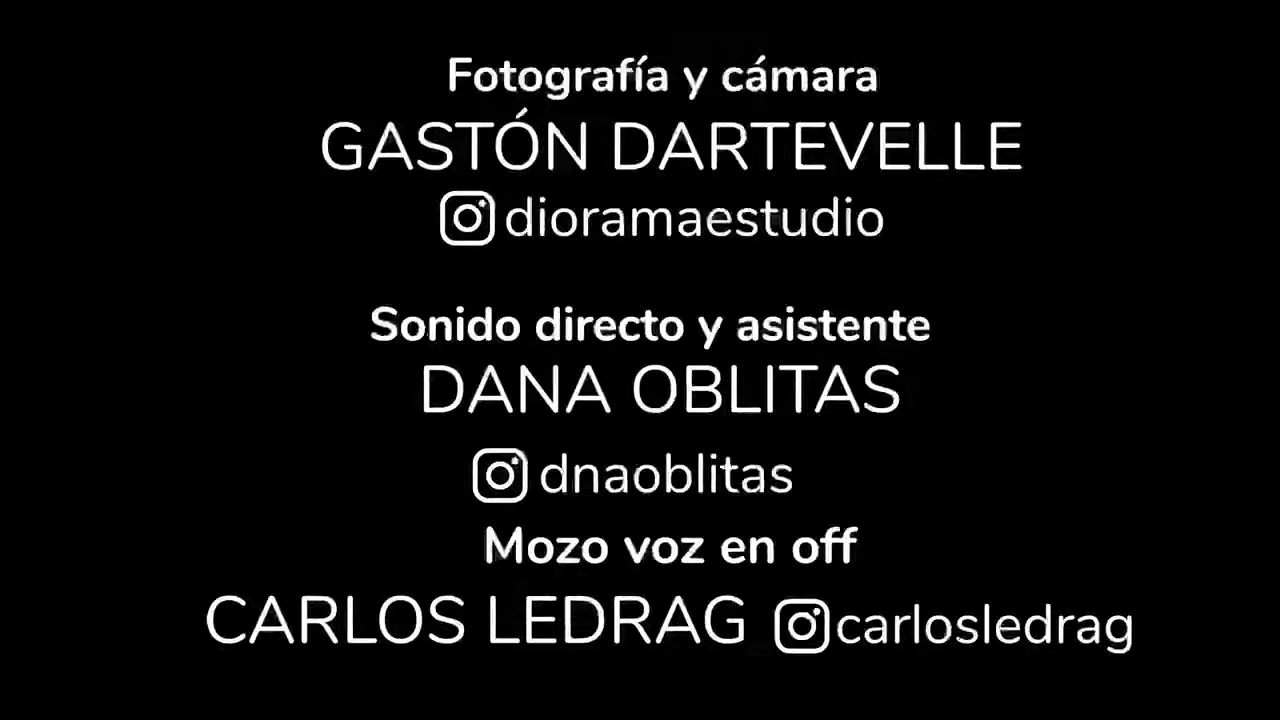 Fotografía y cámara
GASTÓN DARTEVELLE
dioramaestudio
Sonido directo y asistente
DANA OBLITAS
dnaoblitas
Mozo voz en off
CARLOS LEDRAG carlosledrag